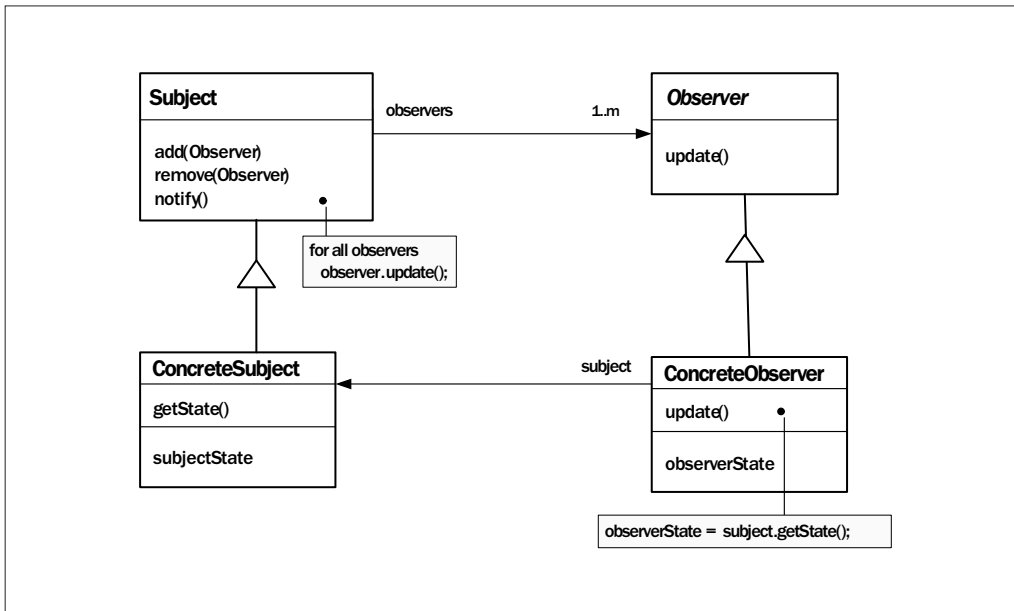 Subject
add(Observer)
remove(Observer)
notify()
for all observers
observer.update();
observers
1..m
Observer
update()
ConcreteSubject
getState()
subjectState
subject
ConcreteObserver
update()
observerState
observerState = subject.getState();